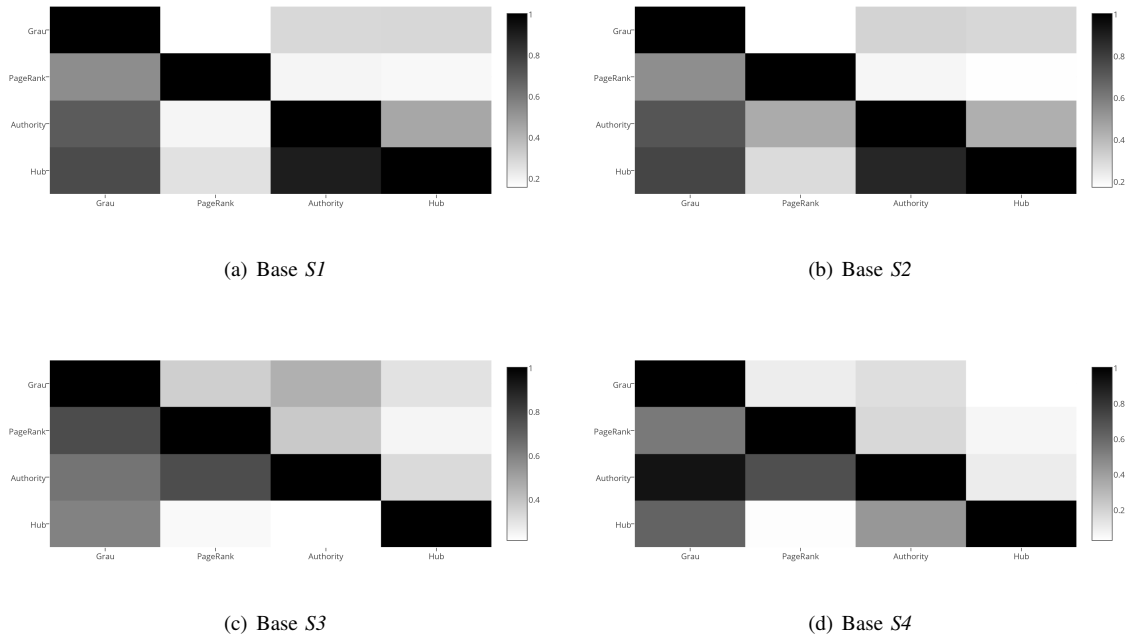 Grau
PageRank
Authority
Hub
Grau PageRank Authority Hub
1
0.8
0.6
0.4
0.2
(a) Base S1
Grau
PageRank
Authority
Hub
Grau PageRank Authority Hub
1
0.8
0.6
0.4
0.2
(b) Base S2
Grau
PageRank
Authority
Hub
Grau PageRank Authority Hub
1
0.8
0.6
0.4
(c) Base S3
Grau
PageRank
Authority
Hub
Grau PageRank Authority Hub
1
0.8
0.6
0.4
0.2
(d) Base S4